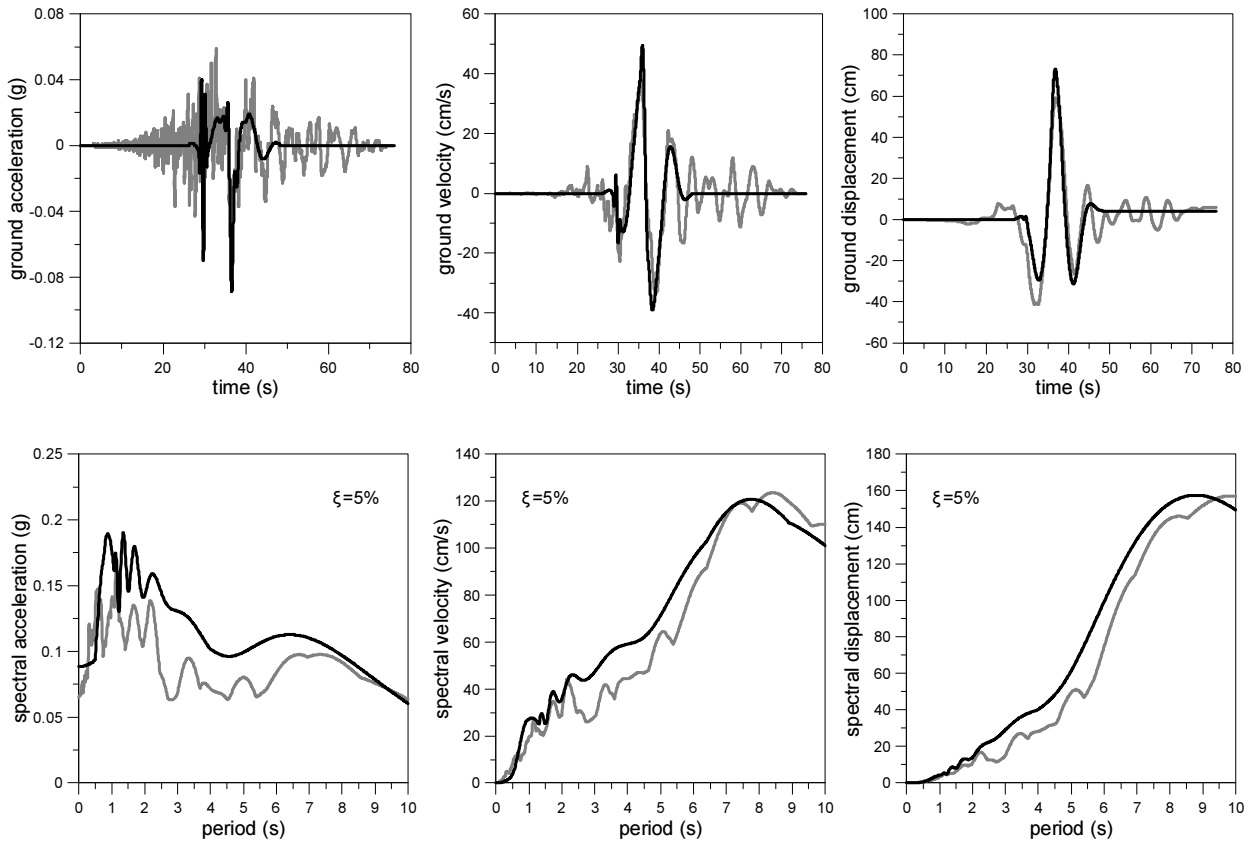 0.08
0.04
0
-0.04
-0.08
-0.12
ground acceleration (g)
0 20 40 60 80
time (s)
60
40
20
0
-20
-40
ground velocity (cm/s)
0 10 20 30 40 50 60 70 80
time (s)
100
80
60
40
20
0
-20
-40
-60
ground displacement (cm)
0 10 20 30 40 50 60 70 80
time (s)
0.25
0.2
0.15
0.1
0.05
0
spectral acceleration (g)
ξ=5%
0 1 2 3 4 5 6 7 8 9 10
period (s)
140
120
100
80
60
40
20
0
spectral velocity (cm/s)
ξ=5%
0 1 2 3 4 5 6 7 8 9 10
period (s)
180
160
140
120
100
80
60
40
20
0
spectral displacement (cm)
ξ=5%
0 1 2 3 4 5 6 7 8 9 10
period (s)